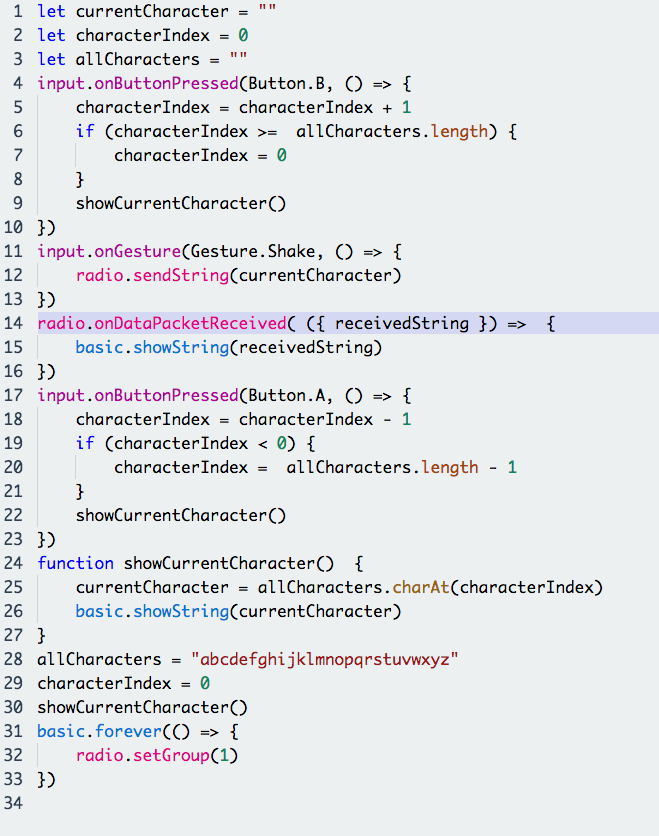 1 let currentCharacter = ""
2 let characterIndex = 0
3 let allCharacters = ""
4 input.onButtonPressed(Button.B, () => {
5     characterIndex = characterIndex + 1
6     if (characterIndex >=  allCharacters.length) {
7         characterIndex = 0
8     }
9     showCurrentCharacter()
10 })
11 input.onGesture(Gesture.Shake, () => {
12     radio.sendString(currentCharacter)
13 })
14 radio.onDataPacketReceived( ({ receivedString }) =>  {
15     basic.showString(receivedString)
16 })
17 input.onButtonPressed(Button.A, () => {
18     characterIndex = characterIndex - 1
19     if (characterIndex < 0) {
20         characterIndex =  allCharacters.length - 1
21     }
22     showCurrentCharacter()
23 })
24 function showCurrentCharacter()  {
25     currentCharacter = allCharacters.charAt(characterIndex)
26     basic.showString(currentCharacter)
27 }
28 allCharacters = "abcdefghijklmnopqrstuvwxyz"
29 characterIndex = 0
30 showCurrentCharacter()
31 basic.forever(() => {
32     radio.setGroup(1)
33 })
34